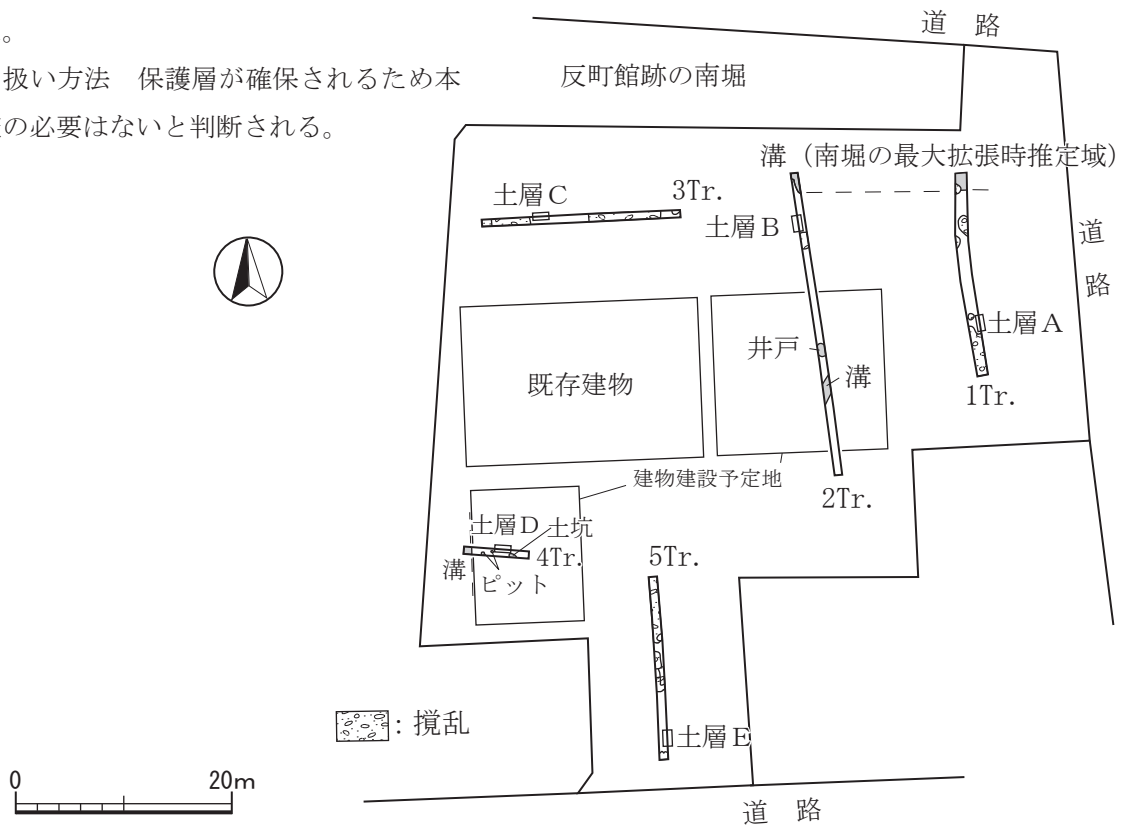 。
扱い方法　保護層が確保されるため本
の必要はないと判断される。
道　路
反町館跡の南堀
溝（南堀の最大拡張時推定域）
土層C
3Tr.
土層B
道
路
土層A
井戸
溝
既存建物
1Tr.
建物建設予定地
2Tr.
土層D
土坑
4Tr.
溝
ピット
5Tr.
：撹乱
土層E
0
20m
道　路